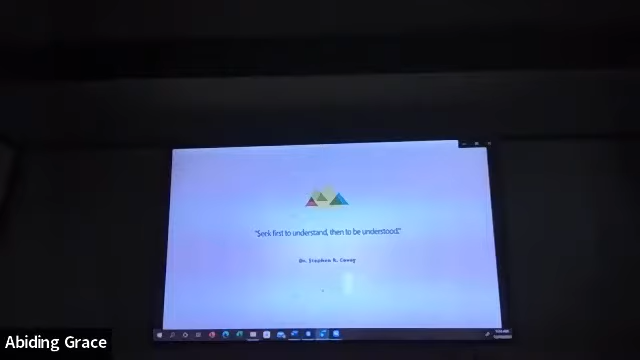 "Seek first to understand, then to be understood."
Dr. Stephen R. Covey
Abiding Grace